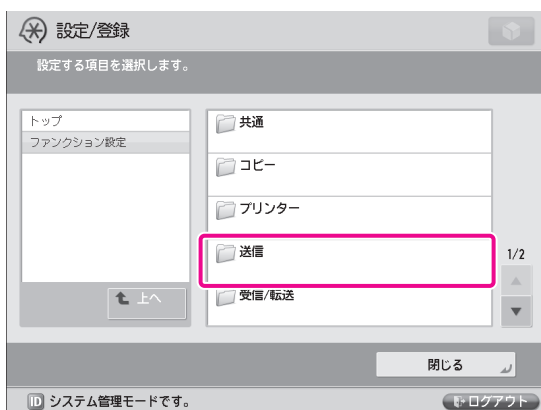 設定/登録
設定する項目を選択します。
トップ
ファンクション設定
共通
コピー
プリンター
送信
受信/転送
1/2
上へ
閉じる
ID システム管理モードです。
ログアウト